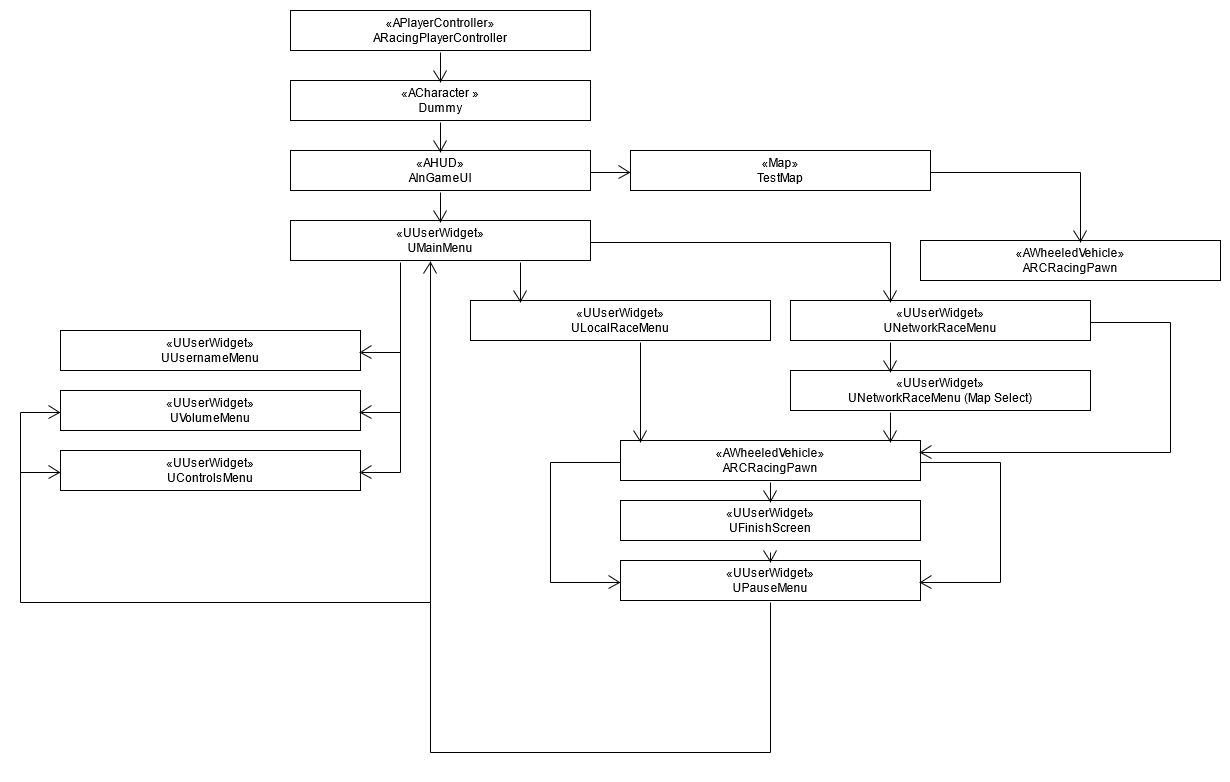 «APlayerController»
ARacingPlayerController
«ACharacter »
Dummy
«AHUD»
AInGameUI
«Map»
TestMap
«UUserWidget»
UMainMenu
«AWheeledVehicle»
ARCRacingPawn
«UUserWidget»
ULocalRaceMenu
«UUserWidget»
UNetworkRaceMenu
«UUserWidget»
UUsernameMenu
«UUserWidget»
UVolumeMenu
«UUserWidget»
UNetworkRaceMenu (Map Select)
«UUserWidget»
UControlsMenu
«AWheeledVehicle»
ARCRacingPawn
«UUserWidget»
UFinishScreen
«UUserWidget»
UPauseMenu